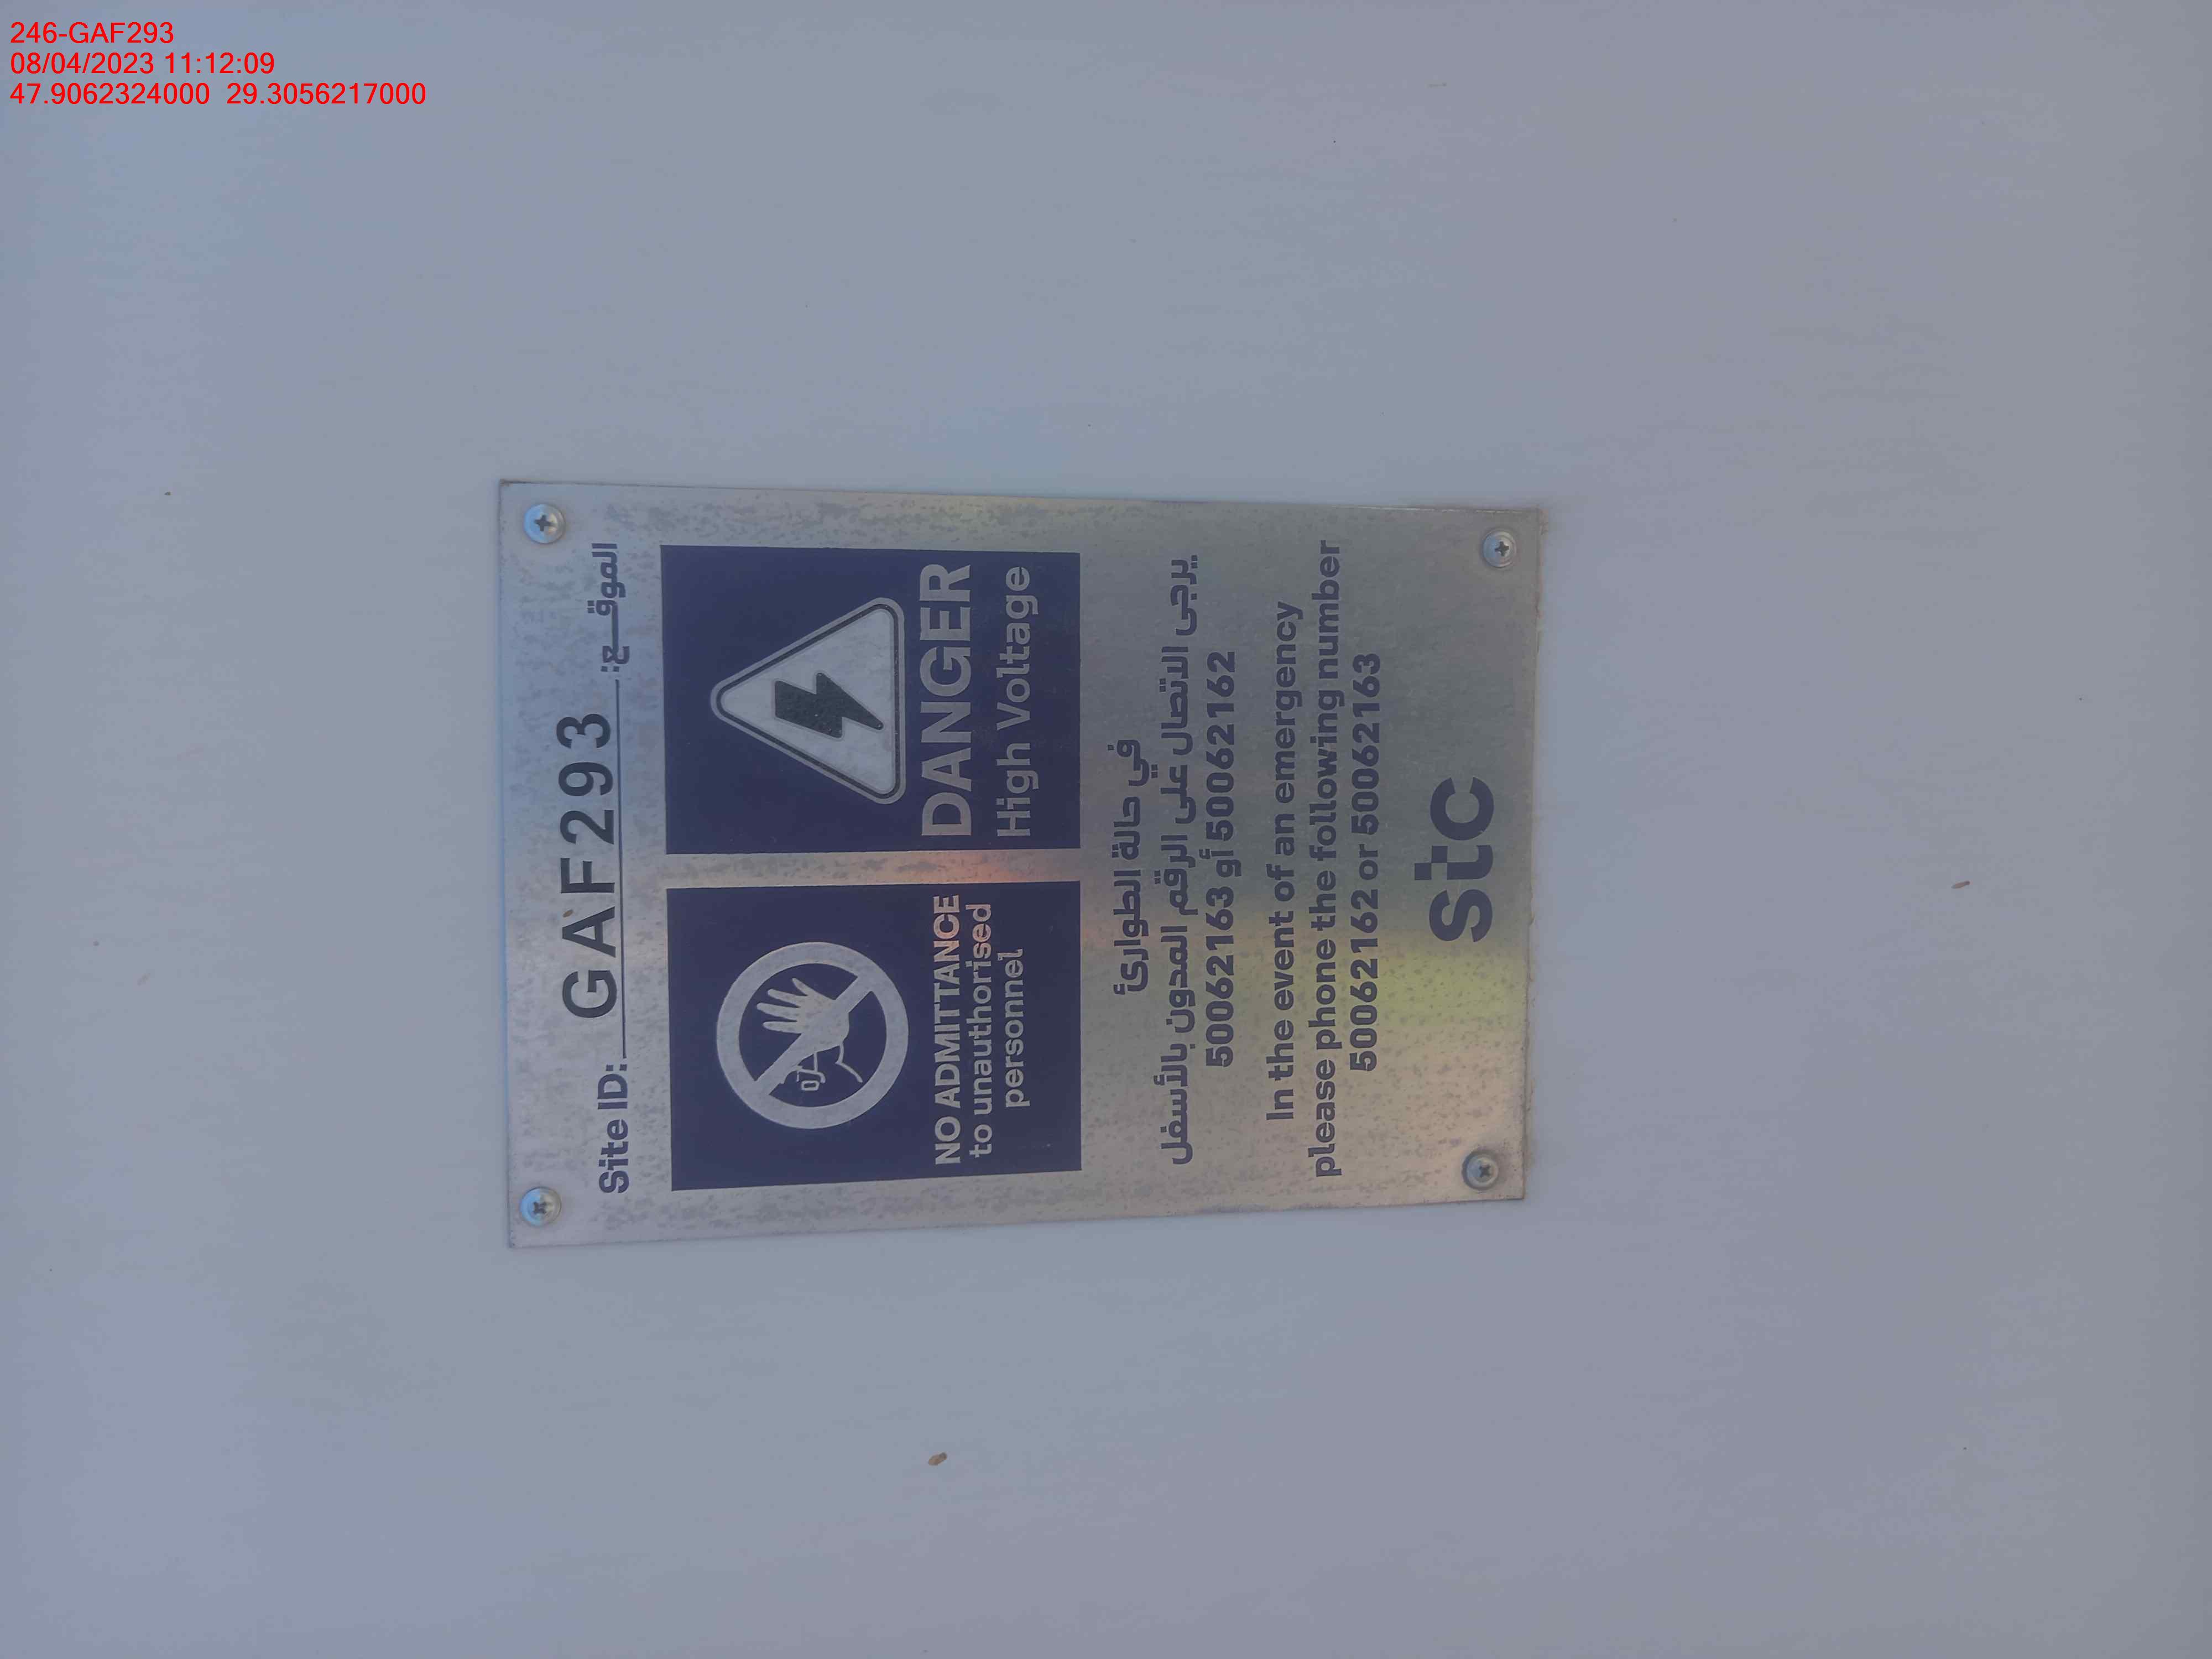 246-GAF293
08/04/2023 11:12:09
47.9062324000 29.3056217000
Site ID: GAF293 الموقع:
NO ADMITTANCE
to unauthorised
personnel
DANGER
High Voltage
في حالة الطوارئ
يرجى الاتصال على الرقم المدون بالأسفل
50062163 أو 50062162
In the event of an emergency
please phone the following number
50062162 or 50062163
stc